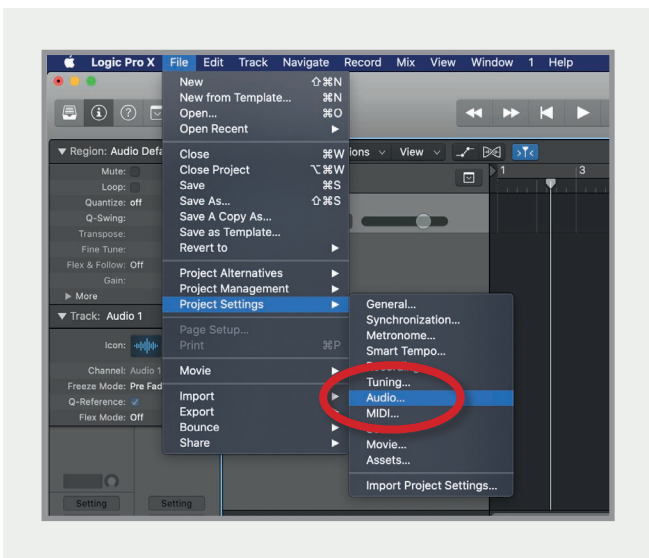 Logic Pro X File Edit Track Navigate Record Mix View Window 1 Help
New ⇧⌘N
New from Template... ⌘N
Open... ⌘O
Open Recent ▶
Close ⌘W
Close Project ⌥⌘W
Save ⌘S
Save As... ⇧⌘S
Save A Copy As...
Save as Template...
Revert to ▶
Project Alternatives ▶
Project Management ▶
Project Settings ▶
Page Setup...
Print ⌘P
Movie ▶
Import ▶
Export ▶
Bounce ▶
Share ▶
General...
Synchronization...
Metronome...
Smart Tempo...
Tuning...
Audio...
MIDI...
Movie...
Assets...
Import Project Settings...
▼ Region: Audio Defa
Mute:
Loop:
Quantize: off
Q-Swing:
Transpose:
Fine Tune:
Flex & Follow: Off
Gain:
▶ More
▼ Track: Audio 1
Icon:
Channel: Audio 1
Freeze Mode: Pre Fad
Q-Reference:
Flex Mode: Off
Setting Setting
ions View
1 3